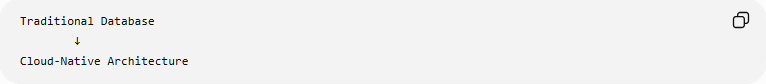 Traditional Database
↓
Cloud-Native Architecture